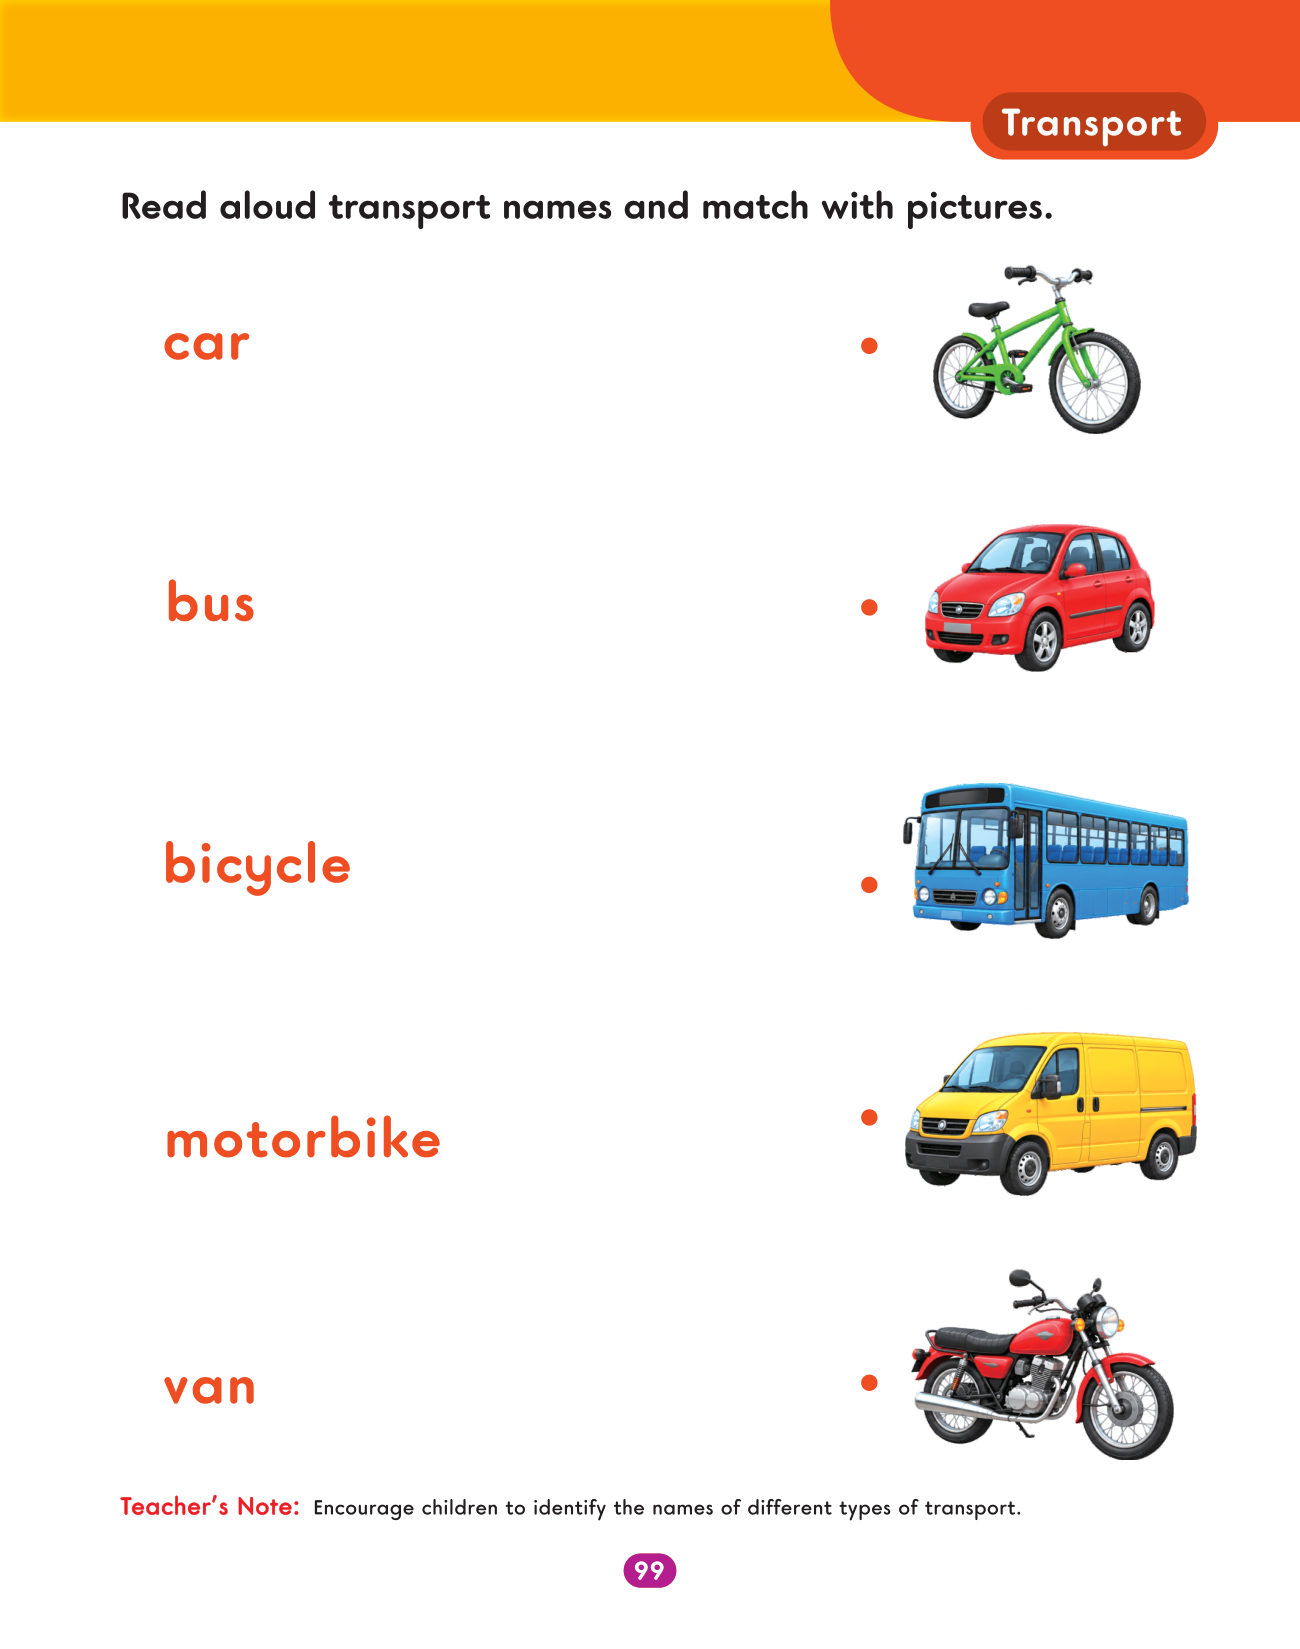 Transport
Read aloud transport names and match with pictures.
car
bus
bicycle
motorbike
van
Teacher's Note: Encourage children to identify the names of different types of transport.
99